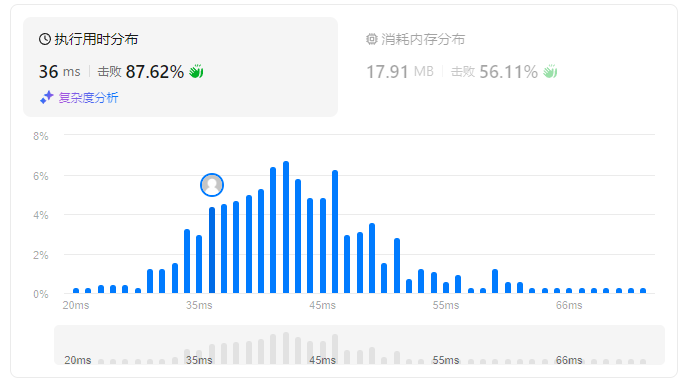 执行用时分布
36 ms 击败 87.62%
复杂度分析
消耗内存分布
17.91 MB 击败 56.11%
8%
6%
4%
2%
0%
20ms 35ms 45ms 55ms 66ms
20ms 35ms 45ms 55ms 66ms